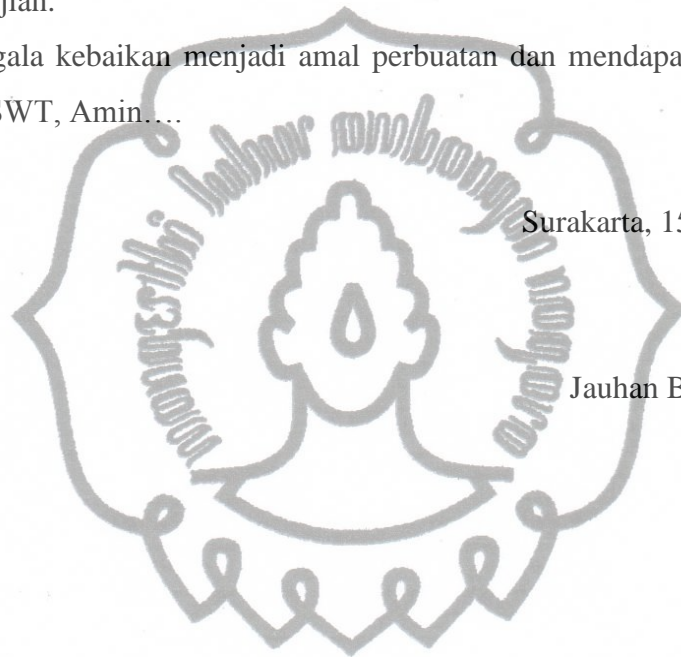 jian.
gala kebaikan menjadi amal perbuatan dan mendapa
SWT, Amin….
Surakarta, 15
Jauhan B